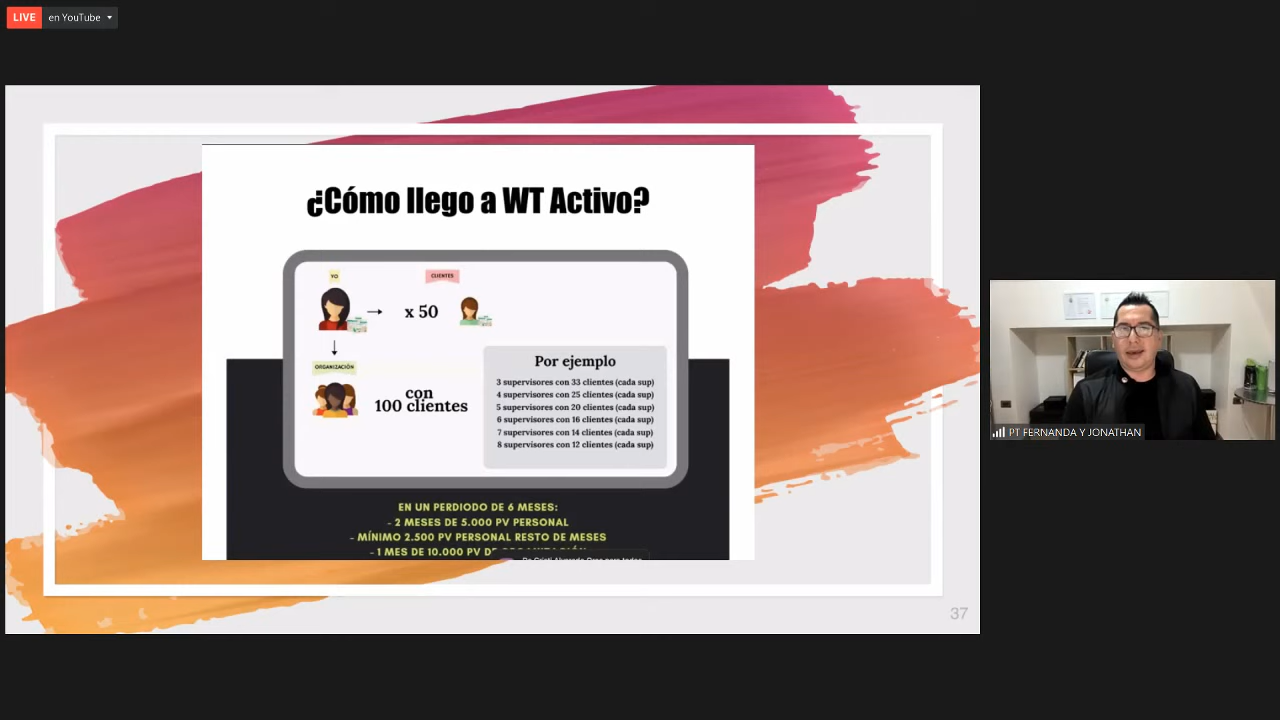 LIVE en YouTube
¿Cómo llego a WT Activo?
YO
CLIENTES
x 50
ORGANIZACIÓN
con
100 clientes
Por ejemplo
3 supervisores con 33 clientes (cada sup)
4 supervisores con 25 clientes (cada sup)
5 supervisores con 20 clientes (cada sup)
6 supervisores con 16 clientes (cada sup)
7 supervisores con 14 clientes (cada sup)
8 supervisores con 12 clientes (cada sup)
EN UN PERDIODO DE 6 MESES:
- 2 MESES DE 5.000 PV PERSONAL
- MÍNIMO 2.500 PV PERSONAL RESTO DE MESES
- 1 MES DE 10.000 PV DE ORGANIZACIÓN
37
PT FERNANDA Y JONATHAN